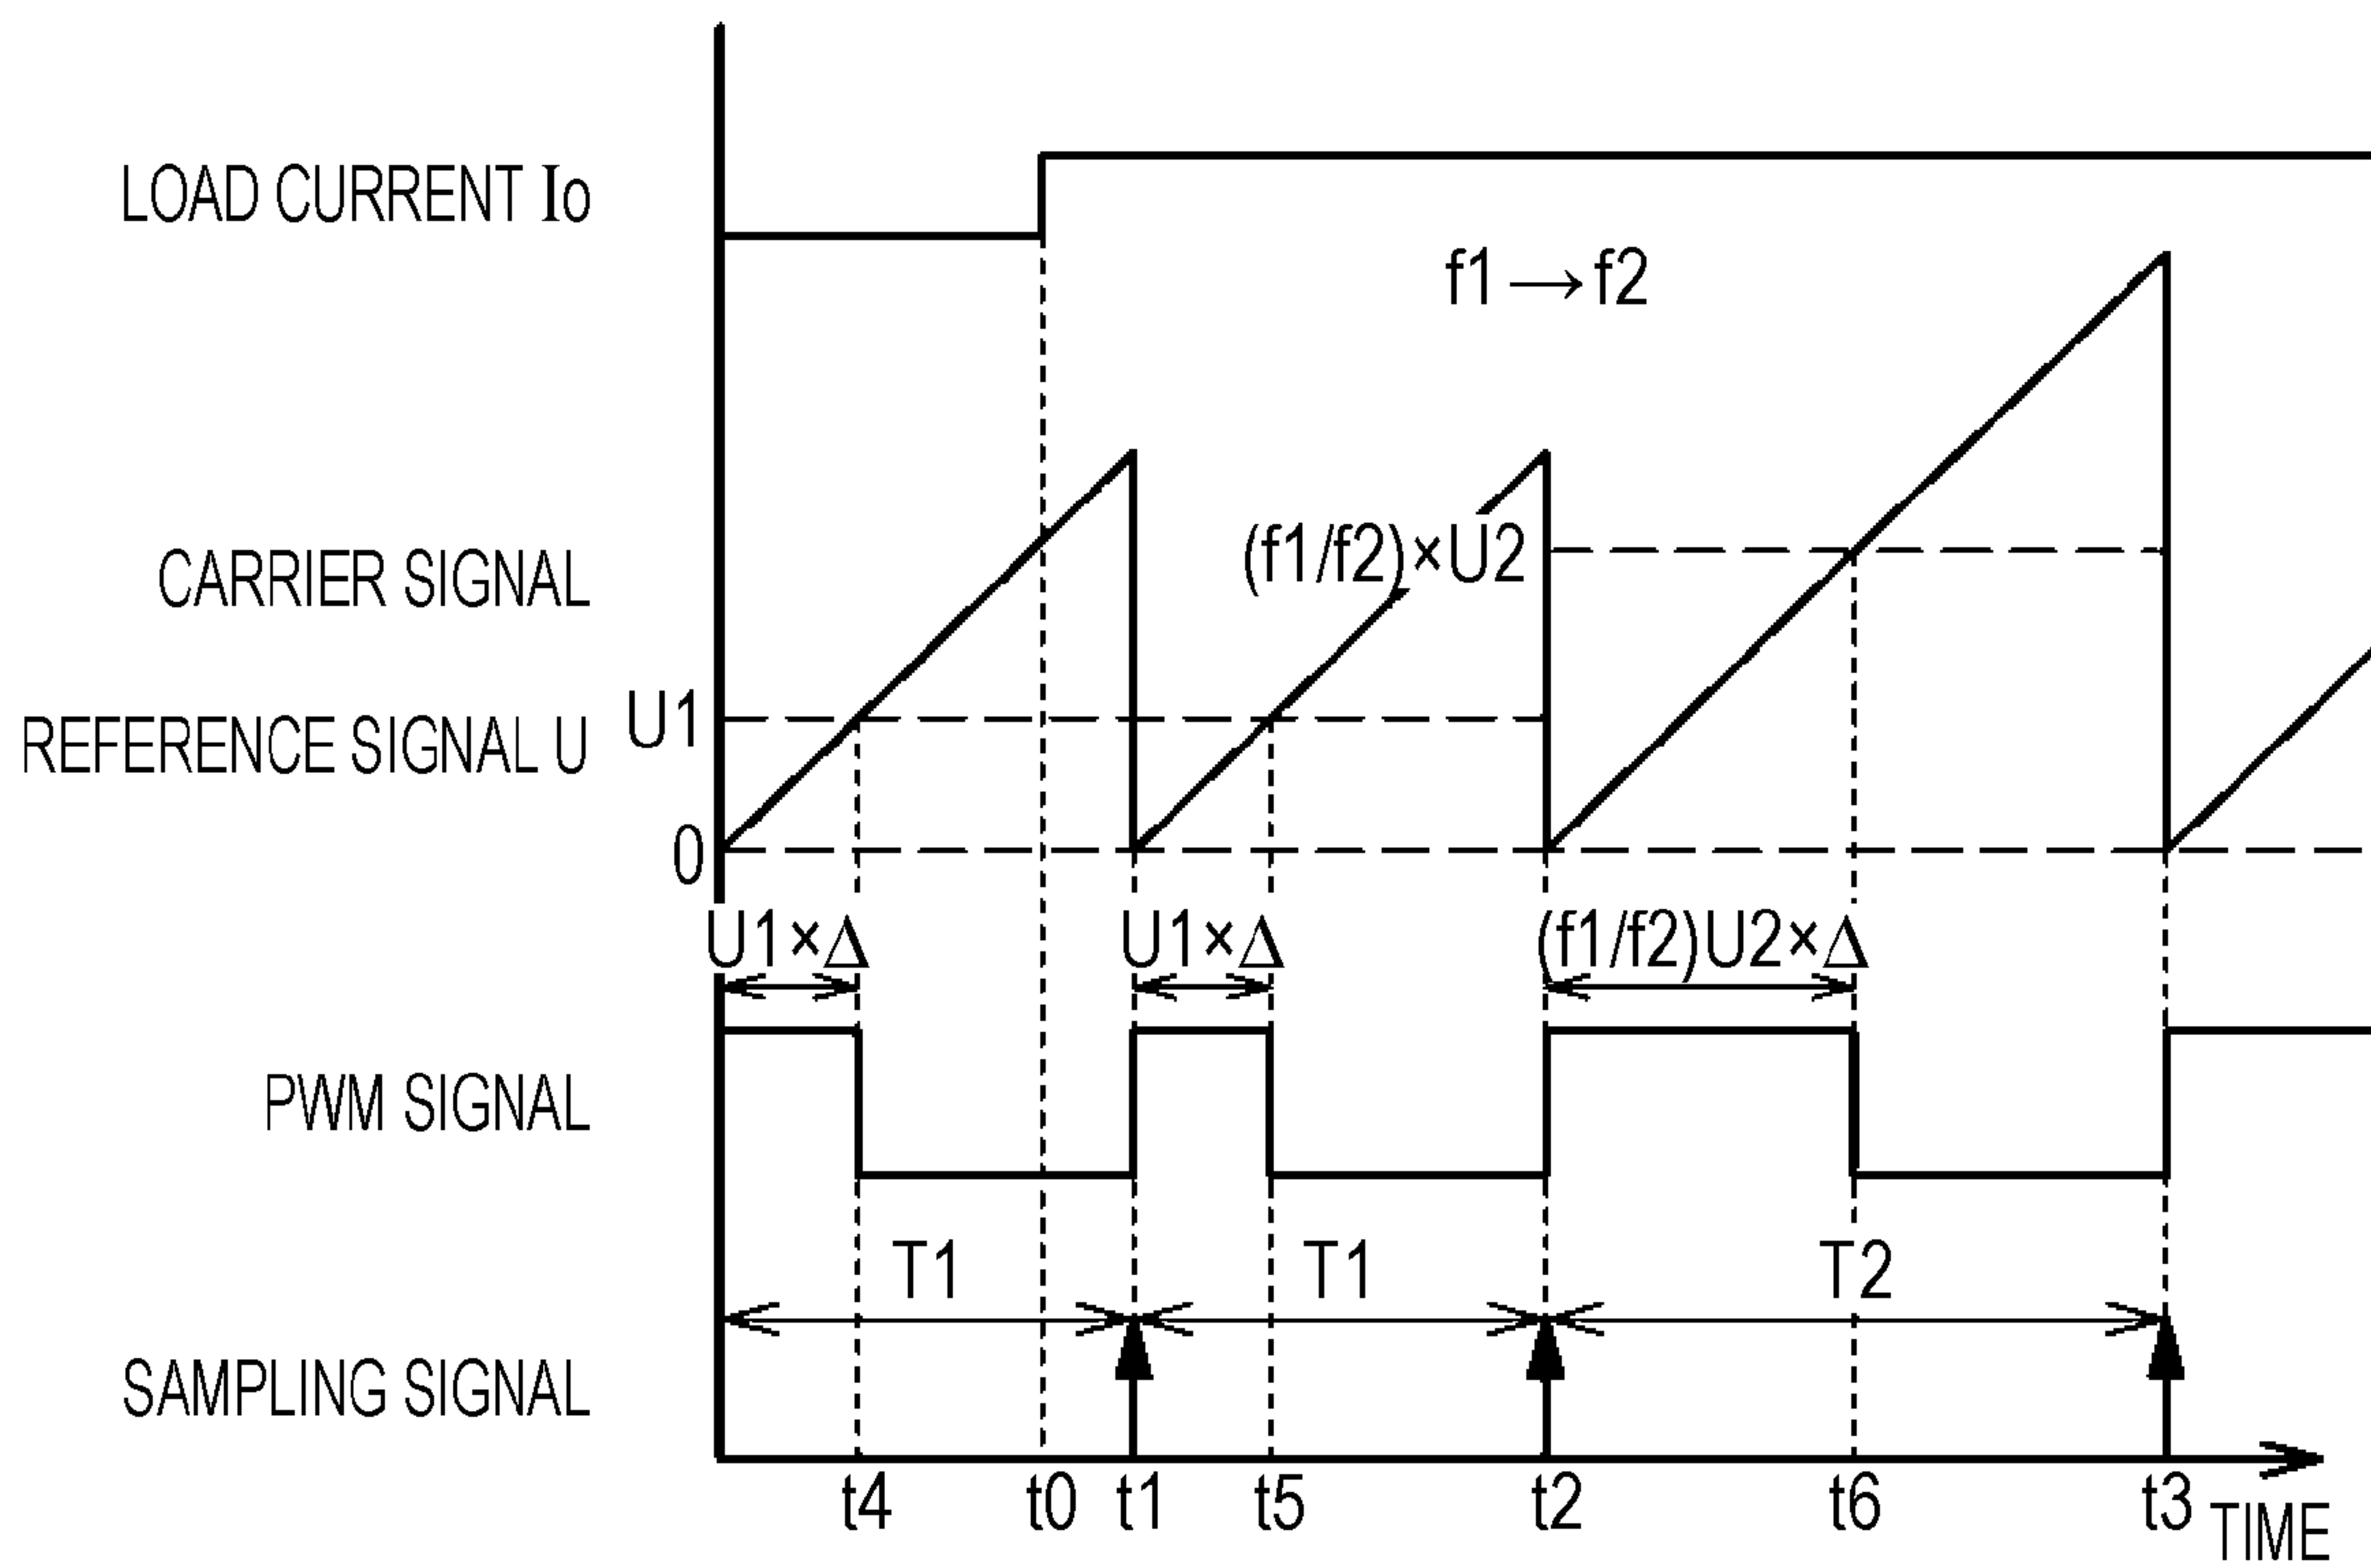 LOAD CURRENT Io
f1→f2
(f1/f2)×U2
CARRIER SIGNAL
U1
REFERENCE SIGNAL U
0
U1×Δ U1×Δ (f1/f2)U2×Δ
PWM SIGNAL
T1 T1 T2
SAMPLING SIGNAL
t4 t0 t1 t5 t2 t6 t3
TIME